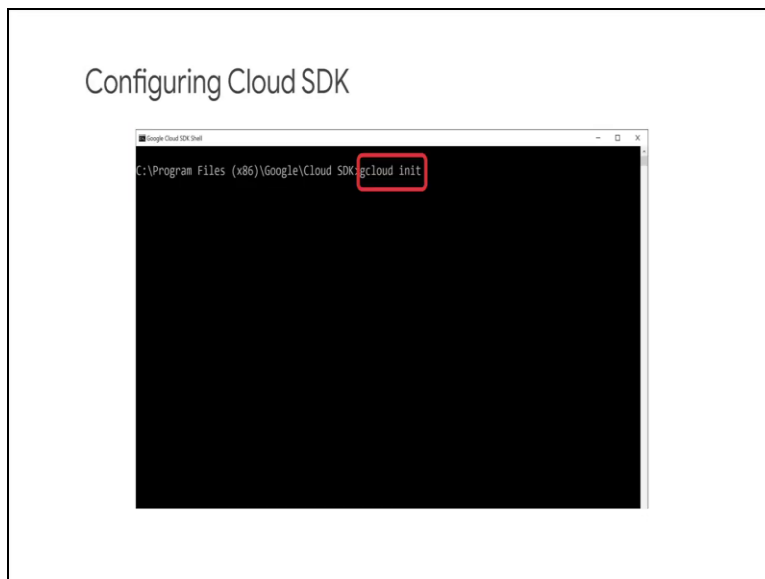 Configuring Cloud SDK
Google Cloud SDK Shell
C:\Program Files (x86)\Google\Cloud SDK>gcloud init